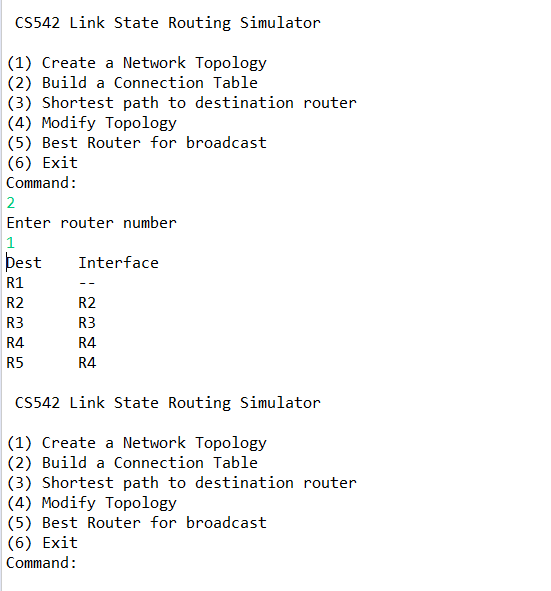 CS542 Link State Routing Simulator
(1) Create a Network Topology
(2) Build a Connection Table
(3) Shortest path to destination router
(4) Modify Topology
(5) Best Router for broadcast
(6) Exit
Command:
2
Enter router number
1
Dest    Interface
R1      --
R2      R2
R3      R3
R4      R4
R5      R4
CS542 Link State Routing Simulator
(1) Create a Network Topology
(2) Build a Connection Table
(3) Shortest path to destination router
(4) Modify Topology
(5) Best Router for broadcast
(6) Exit
Command: